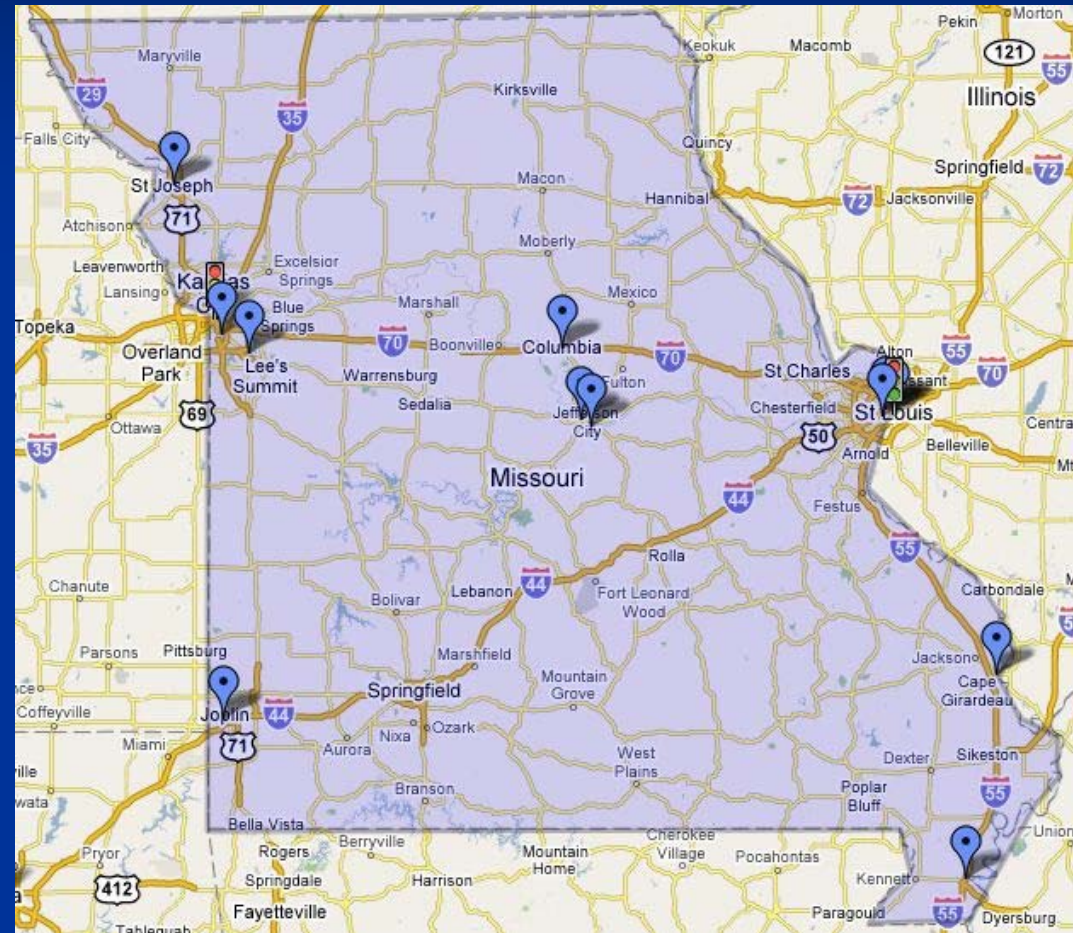 Morton
Pekin
Maryville
Keokuk
Macomb
121
55
29
Kirksville
Illinois
35
Falls City
Quincy
Springfield
72
St Joseph
Macon
Hannibal
72
Jacksonville
71
Atchison
Moberly
Leavenworth
Excelsior
Springs
Lansing
Mexico
Marshall
Blue
Springs
Topeka
70
Boonville
Columbia
70
Alton
55
Overland
Park
Lee's
Summit
Warrensburg
St Charles
70
Fulton
69
Sedalia
Chesterfield
St Louis
Ottawa
City
50
Belleville
35
Arnold
Missouri
44
Festus
55
Rolla
Chanute
Lebanon
44
Fort Leonard
Wood
Carbondale
Bolivar
Parsons
Pittsburg
Marshfield
Jackson
Cape
Girardeau
Mountain
Grove
Springfield
Coffeyville
Joplin
44
Nixa
Ozark
Miami
71
Aurora
West
Plains
Dexter
Sikeston
Branson
Poplar
Bluff
55
Bella Vista
Pryor
Rogers
Berryville
Mountain
Home
Cherokee
Village
Pocahontas
Kennett
412
Springdale
Harrison
Fayetteville
Paragould
55
Dyersburg
Tahlequah